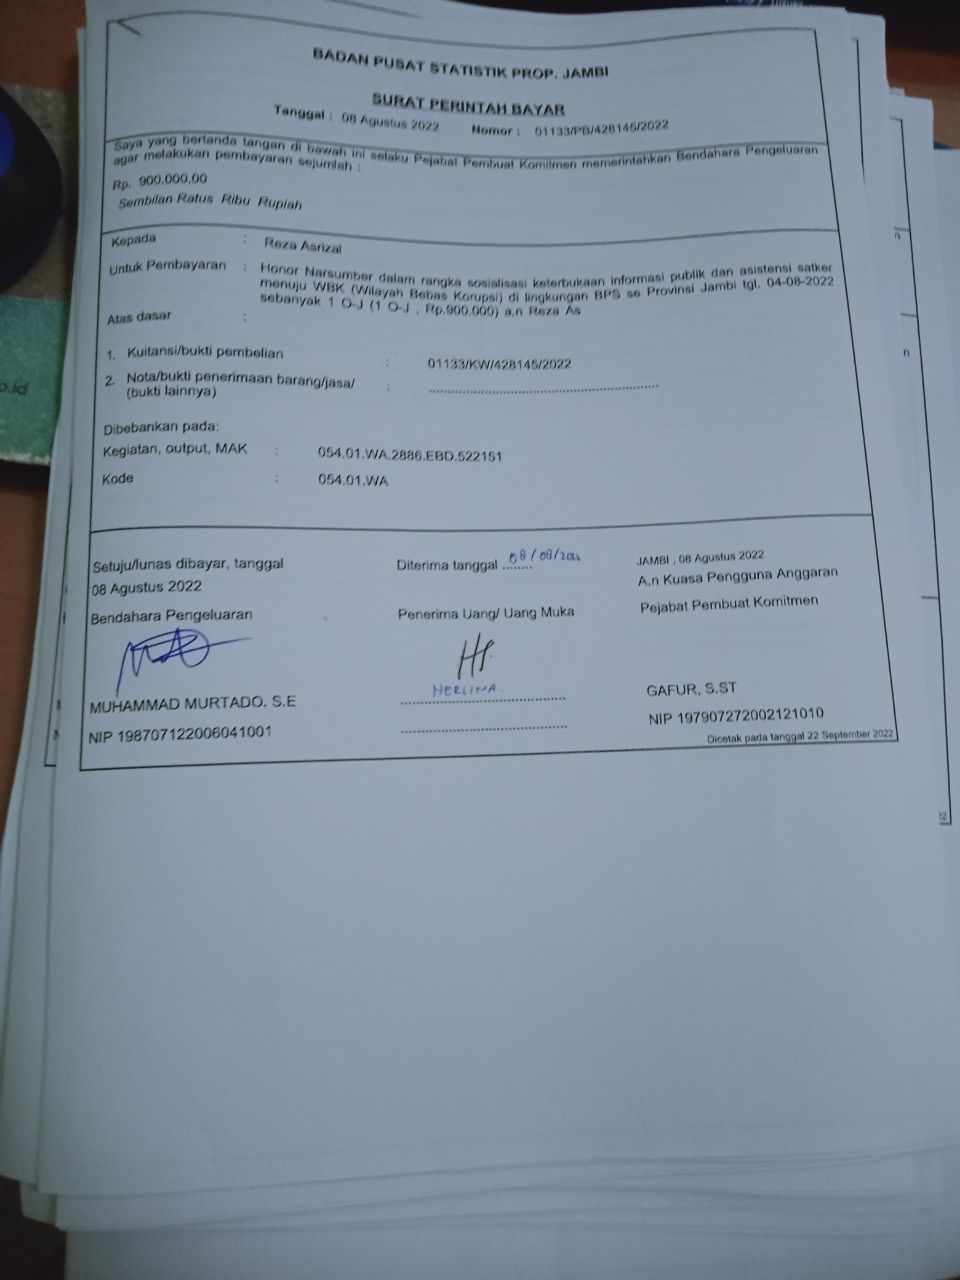 BADAN PUSAT STATISTIK PROP. JAMBI
SURAT PERINTAH BAYAR
Tanggal : 08 Agustus 2022 Nomor : 01133/PB/428145/2022
Saya yang bertanda tangan di bawah ini selaku Pejabat Pembuat Komitmen memerintahkan Bendahara Pengeluaran
agar melakukan pembayaran sejumlah :
Rp. 900.000,00
Sembilan Ratus Ribu Rupiah
Kepada : Reza Asrizal
Untuk Pembayaran : Honor Narsumber dalam rangka sosialisasi keterbukaan informasi publik dan asistensi satker
menuju WBK (Wilayah Bebas Korupsi) di lingkungan BPS se Provinsi Jambi tgl. 04-08-2022
sebanyak 1 O-J (1 O-J , Rp.900.000) a.n Reza As
Atas dasar :
1. Kuitansi/bukti pembelian : 01133/KW/428145/2022
2. Nota/bukti penerimaan barang/jasa/ : ..............................................................
(bukti lainnya)
Dibebankan pada:
Kegiatan, output, MAK : 054.01.WA.2886.EBD.522151
Kode : 054.01.WA
Setuju/lunas dibayar, tanggal Diterima tanggal ........ JAMBI , 08 Agustus 2022
08 Agustus 2022 A.n Kuasa Pengguna Anggaran
Bendahara Pengeluaran Penerima Uang/ Uang Muka Pejabat Pembuat Komitmen
MUHAMMAD MURTADO. S.E HERLINA GAFUR, S.ST
NIP 198707122006041001 NIP 197907272002121010
Dicetak pada tanggal 22 September 2022
o.id
n
n
22